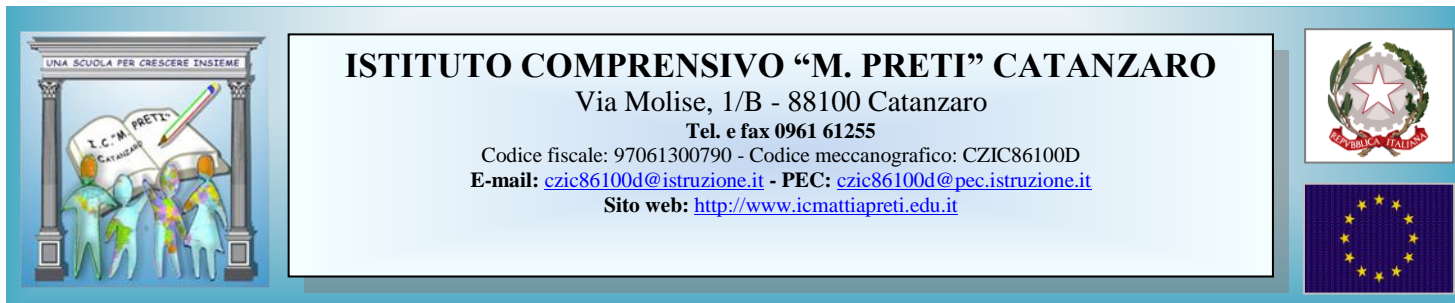 UNA SCUOLA PER CRESCERE INSIEME
I.C. "M. PRETI"
CATANZARO
ISTITUTO COMPRENSIVO “M. PRETI” CATANZARO
Via Molise, 1/B - 88100 Catanzaro
Tel. e fax 0961 61255
Codice fiscale: 97061300790 - Codice meccanografico: CZIC86100D
E-mail: czic86100d@istruzione.it - PEC: czic86100d@pec.istruzione.it
Sito web: http://www.icmattiapreti.edu.it
REPVBBLICA ITALIANA